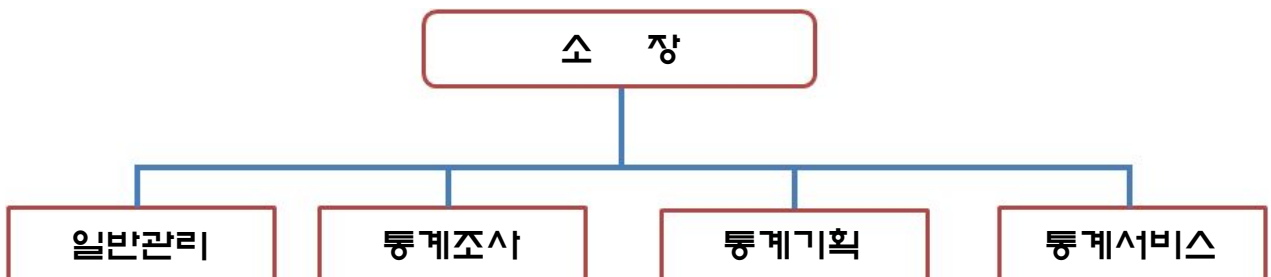 소 장
일반관리
통계조사
통계기획
통계서비스